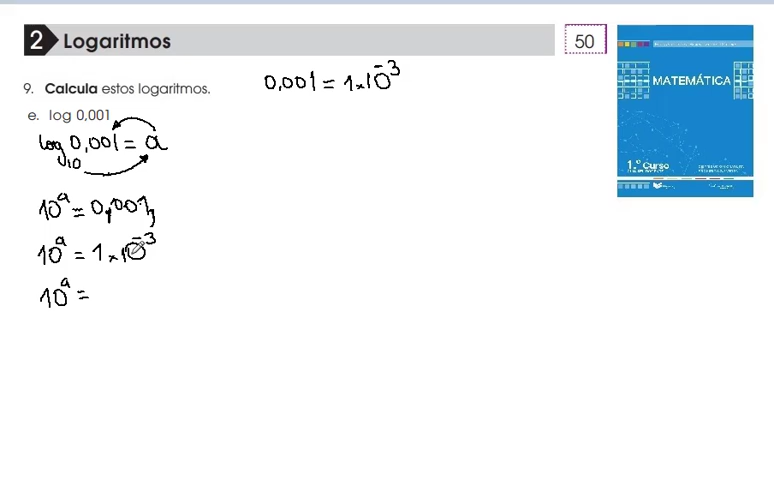 2 Logaritmos
50
9. Calcula estos logaritmos.
0,001 = 1×10⁻³
e. log 0,001
log₁₀ 0,001 = a
10ᵃ = 0,001
10ᵃ = 1×10⁻³
10ᵃ =
MATEMÁTICA
1.º Curso